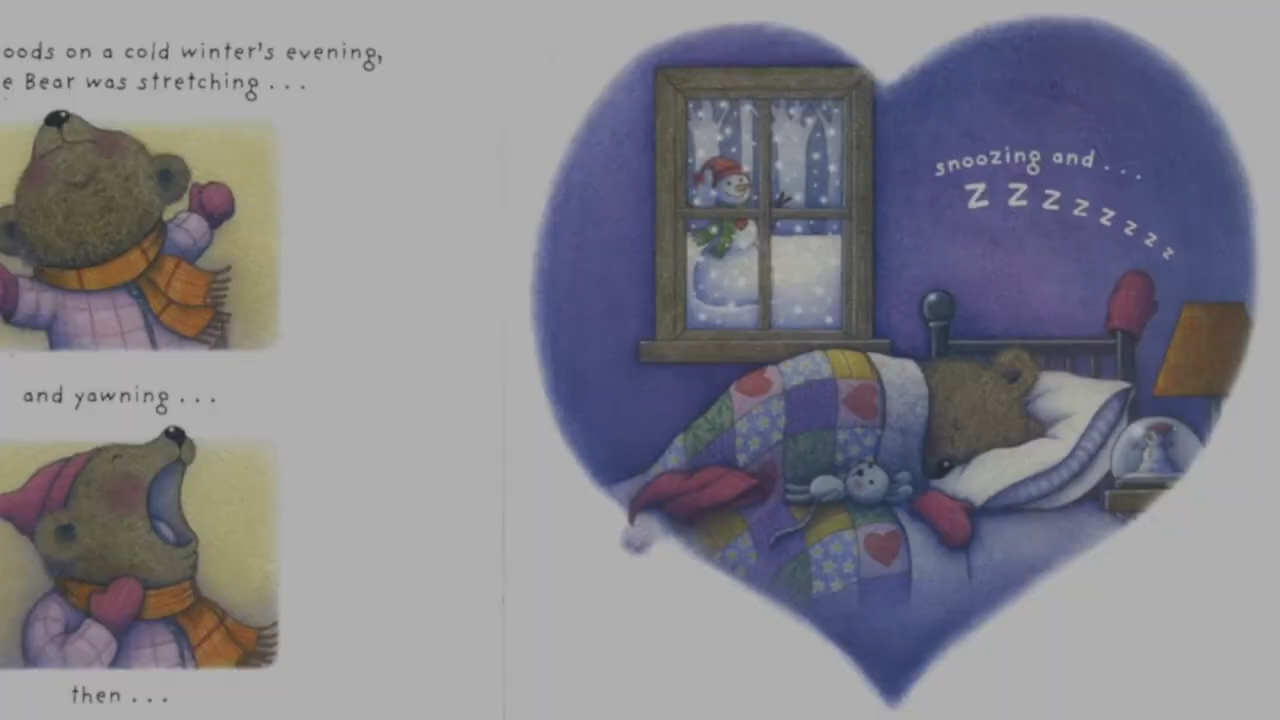 oods on a cold winter's evening,
e Bear was stretching . . .
and yawning . . .
then . . .
snoozing and . . .
z z z z z z z z z